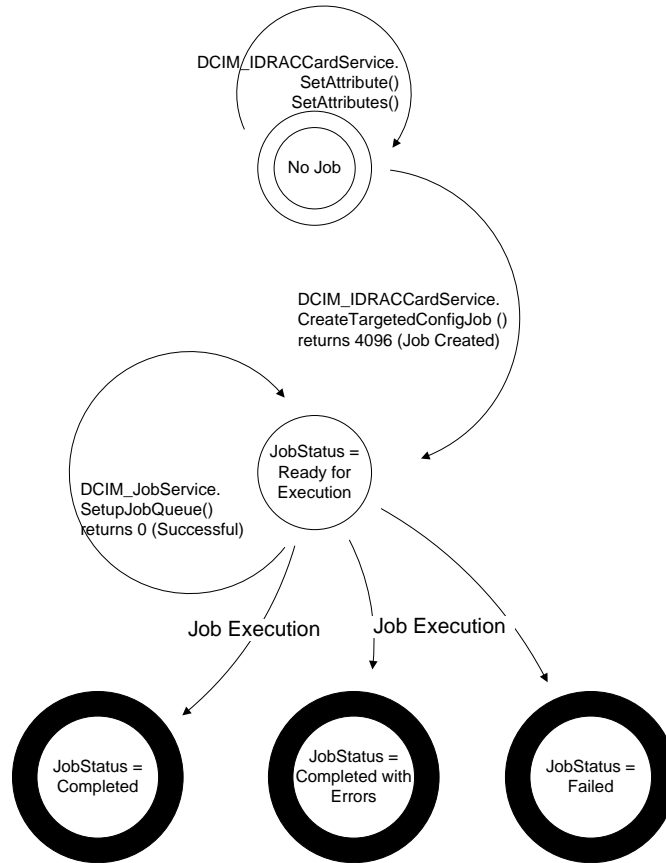 DCIM_IDRACCardService.
SetAttribute()
SetAttributes()
No Job
DCIM_IDRACCardService.
CreateTargetedConfigJob ()
returns 4096 (Job Created)
JobStatus =
Ready for
Execution
DCIM_JobService.
SetupJobQueue()
returns 0 (Successful)
Job Execution
Job Execution
JobStatus =
Completed
JobStatus =
Completed with
Errors
JobStatus =
Failed